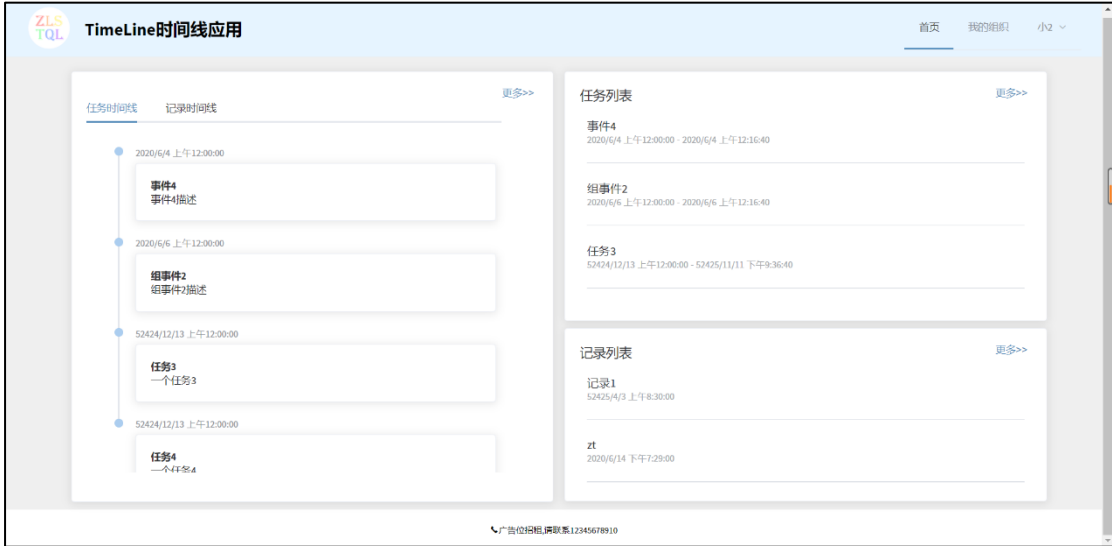 ZLS
TQL
TimeLine时间线应用
首页
我的组织
小2
更多>>
任务时间线
记录时间线
2020/6/4 上午12:00:00
事件4
事件4描述
2020/6/6 上午12:00:00
组事件2
组事件2描述
52424/12/13 上午12:00:00
任务3
一个任务3
52424/12/13 上午12:00:00
任务4
一个任务4
任务列表
更多>>
事件4
2020/6/4 上午12:00:00 - 2020/6/4 上午12:16:40
组事件2
2020/6/6 上午12:00:00 - 2020/6/6 上午12:16:40
任务3
52424/12/13 上午12:00:00 - 52425/11/11 下午9:36:40
记录列表
更多>>
记录1
52425/4/3 上午8:30:00
zt
2020/6/14 下午7:29:00
广告位招租,请联系12345678910